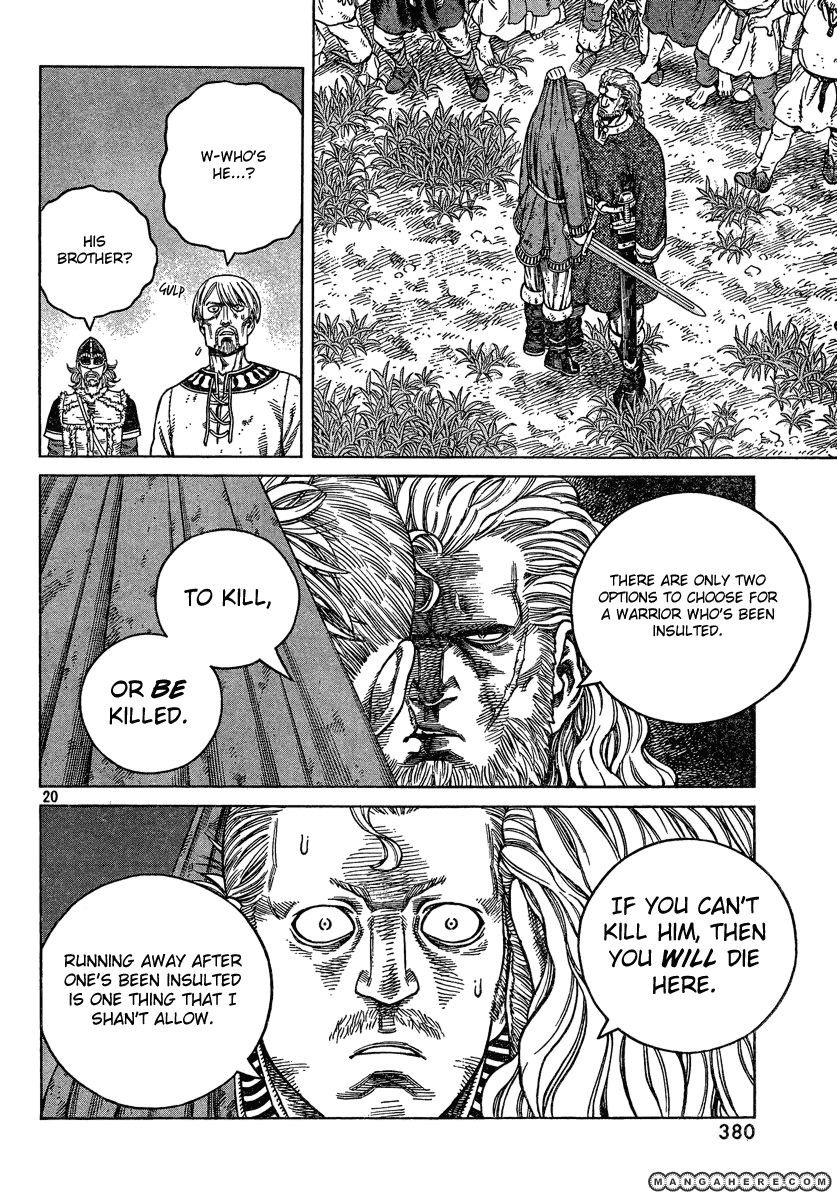 W-WHO'S
HE...?
HIS
BROTHER?
GULP
THERE ARE ONLY TWO
OPTIONS TO CHOOSE FOR
A WARRIOR WHO'S BEEN
INSULTED.
TO KILL,
OR BE
KILLED.
20
IF YOU CAN'T
KILL HIM, THEN
YOU WILL DIE
HERE.
RUNNING AWAY AFTER
ONE'S BEEN INSULTED
IS ONE THING THAT I
SHAN'T ALLOW.
380
MANGAHERE.COM